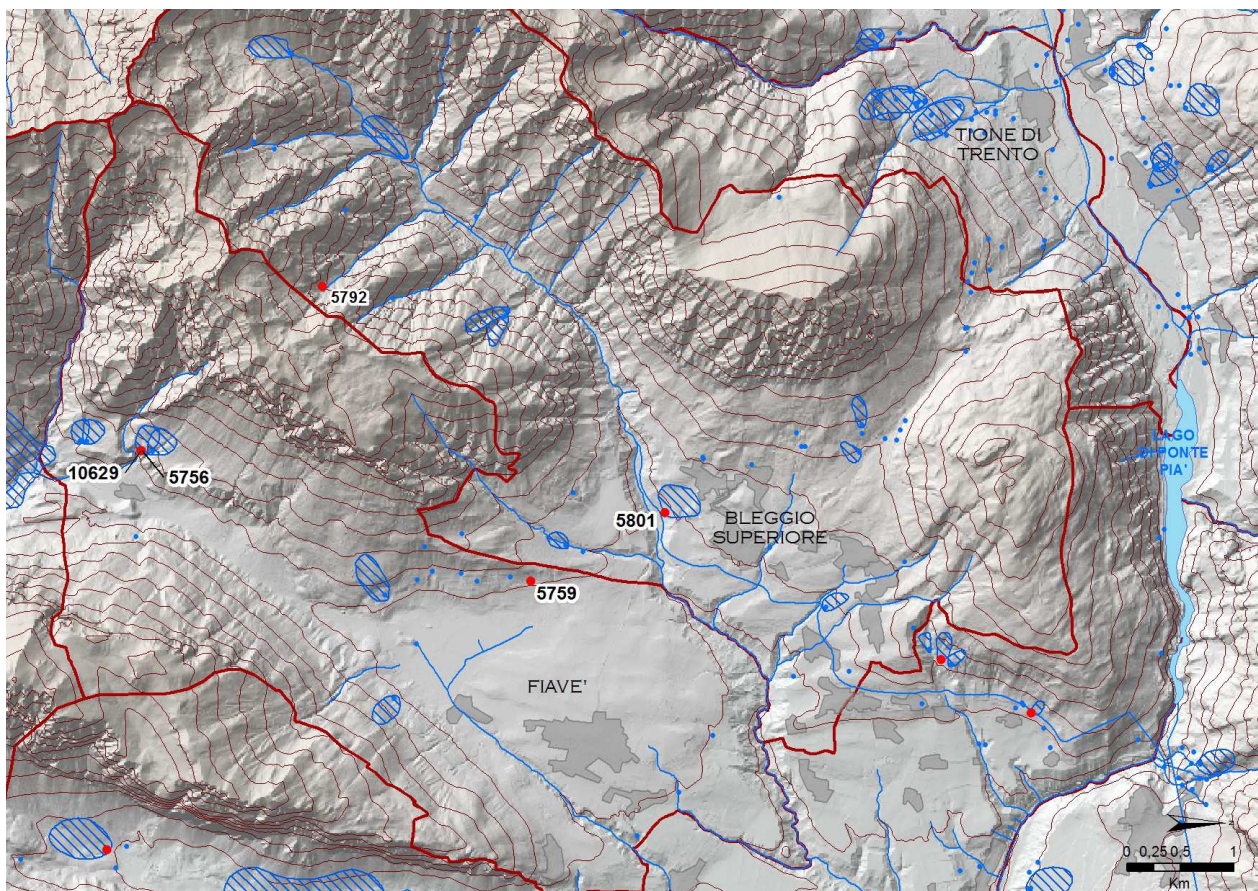 TIONE DI
TRENTO
5792
LAGO
DI PONTE
PIA'
10629
5756
5801
BLEGGIO
SUPERIORE
5759
FIAVE'
0 0,25 0,5 1
Km